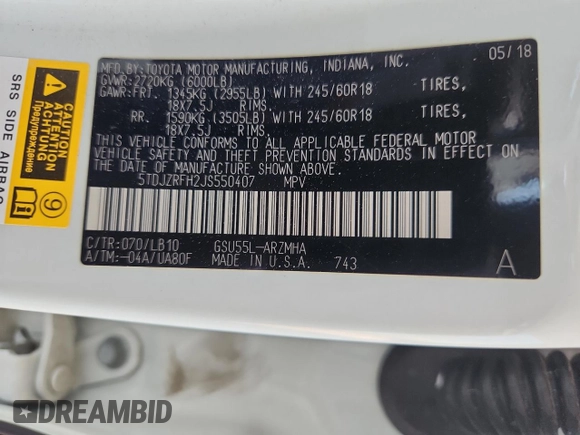 MFD. BY: TOYOTA MOTOR MANUFACTURING, INDIANA, INC. 05/18
GVWR: 2720KG (6000LB)
GAWR: FRT. 1345KG (2955LB) WITH 245/60R18 TIRES,
18X7.5J RIMS.
RR. 1590KG (3505LB) WITH 245/60R18 TIRES,
18X7.5J RIMS.
THIS VEHICLE CONFORMS TO ALL APPLICABLE FEDERAL MOTOR
VEHICLE SAFETY AND THEFT PREVENTION STANDARDS IN EFFECT ON
THE DATE OF MANUFACTURE SHOWN ABOVE.
5TDJZRFH2JS550407 MPV
C/TR: 070/LB10 GSU55L-ARZMHA
A/TM: -04A/UA80F MADE IN U.S.A. 743 A
SRS SIDE AIRBAG
CAUTION
ATTENTION
ACHTUNG
Предупреждение
9
DREAMBID